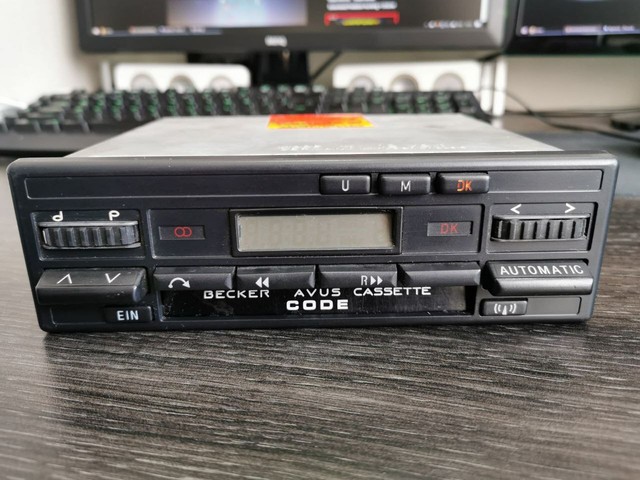 U M DK
d P
DK
< >
AUTOMATIC
R
BECKER AVUS CASSETTE
CODE
EIN